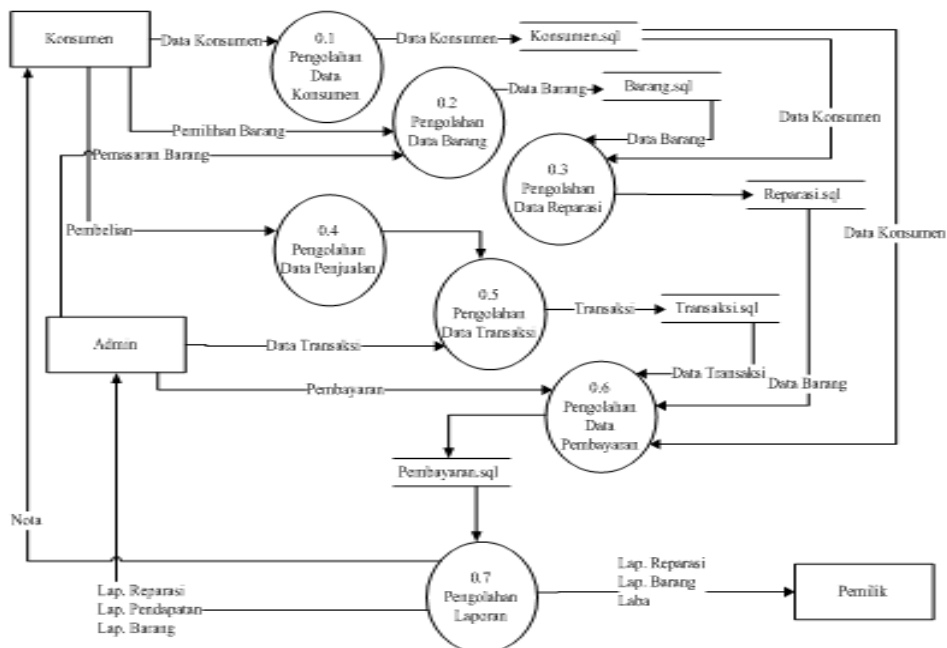 Konsumen
Data Konsumen
0.1
Pengolahan
Data
Konsumen
Data Konsumen
Konsumen.sql
0.2
Pengolahan
Data Barang
Data Barang
Barang.sql
Data Konsumen
Pemilihan Barang
Data Barang
Pemasaran Barang
0.3
Pengolahan
Data Reparasi
Reparasi.sql
Pembelian
0.4
Pengolahan
Data Penjualan
Data Konsumen
0.5
Pengolahan
Data Transaksi
Transaksi
Transaksi.sql
Admin
Data Transaksi
Data Transaksi
Data Barang
Pembayaran
0.6
Pengolahan
Data
Pembayaran
Pembayaran.sql
Nota
0.7
Pengolahan
Laporan
Lap. Reparasi
Lap. Pendapatan
Lap. Barang
Lap. Reparasi
Lap. Barang
Laba
Pemilik